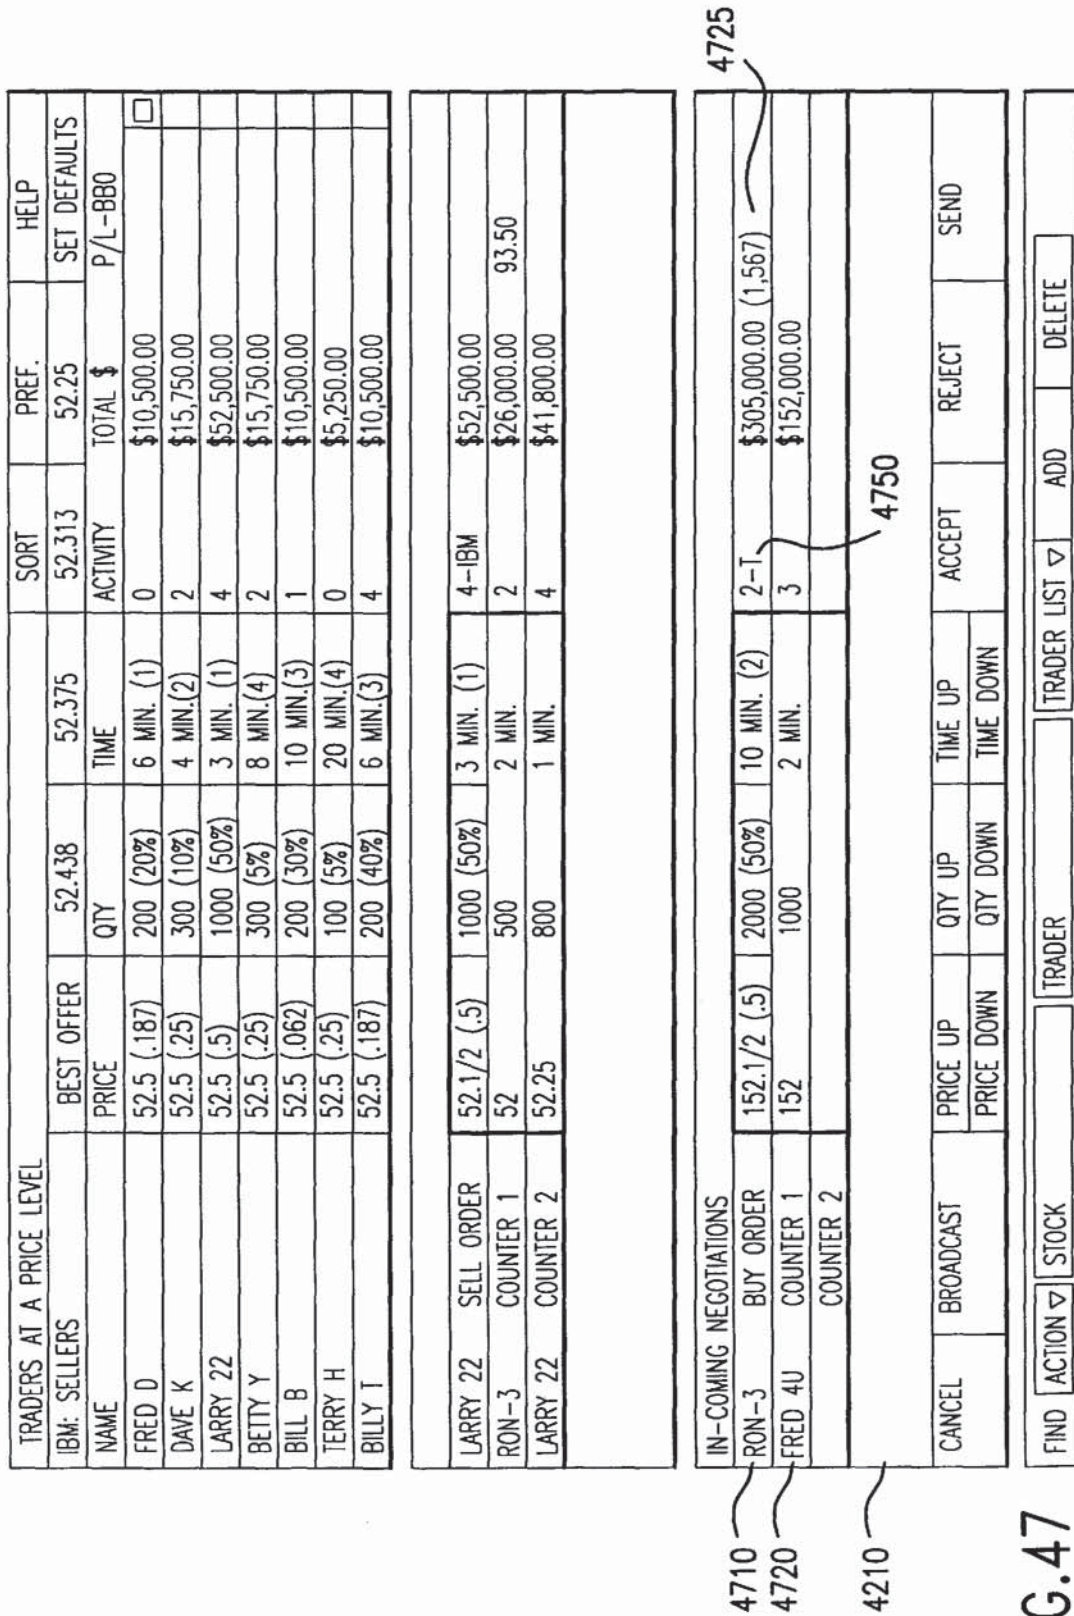 TRADERS AT A PRICE LEVEL SORT PREF. HELP
IBM: SELLERS BEST OFFER 52.438 52.375 52.313 52.25 SET DEFAULTS
NAME PRICE QTY TIME ACTIVITY TOTAL $ P/L-BBO
FRED D 52.5 (.187) 200 (20%) 6 MIN. (1) 0 $10,500.00
DAVE K 52.5 (.25) 300 (10%) 4 MIN.(2) 2 $15,750.00
LARRY 22 52.5 (.5) 1000 (50%) 3 MIN. (1) 4 $52,500.00
BETTY Y 52.5 (.25) 300 (5%) 8 MIN.(4) 2 $15,750.00
BILL B 52.5 (.062) 200 (30%) 10 MIN.(3) 1 $10,500.00
TERRY H 52.5 (.25) 100 (5%) 20 MIN.(4) 0 $5,250.00
BILLY T 52.5 (.187) 200 (40%) 6 MIN.(3) 4 $10,500.00
LARRY 22 SELL ORDER 52.1/2 (.5) 1000 (50%) 3 MIN. (1) 4-IBM $52,500.00
RON-3 COUNTER 1 52 500 2 MIN. 2 $26,000.00 93.50
LARRY 22 COUNTER 2 52.25 800 1 MIN. 4 $41,800.00
4725
IN-COMING NEGOTIATIONS
4710 RON-3 BUY ORDER 152.1/2 (.5) 2000 (50%) 10 MIN. (2) 2-T $305,000.00 (1,567)
4720 FRED 4U COUNTER 1 152 1000 2 MIN. 3 $152,000.00
COUNTER 2
4210 4750
CANCEL BROADCAST PRICE UP QTY UP TIME UP ACCEPT REJECT SEND
PRICE DOWN QTY DOWN TIME DOWN
FIND ACTION ▽ STOCK TRADER TRADER LIST ▽ ADD DELETE
G.47